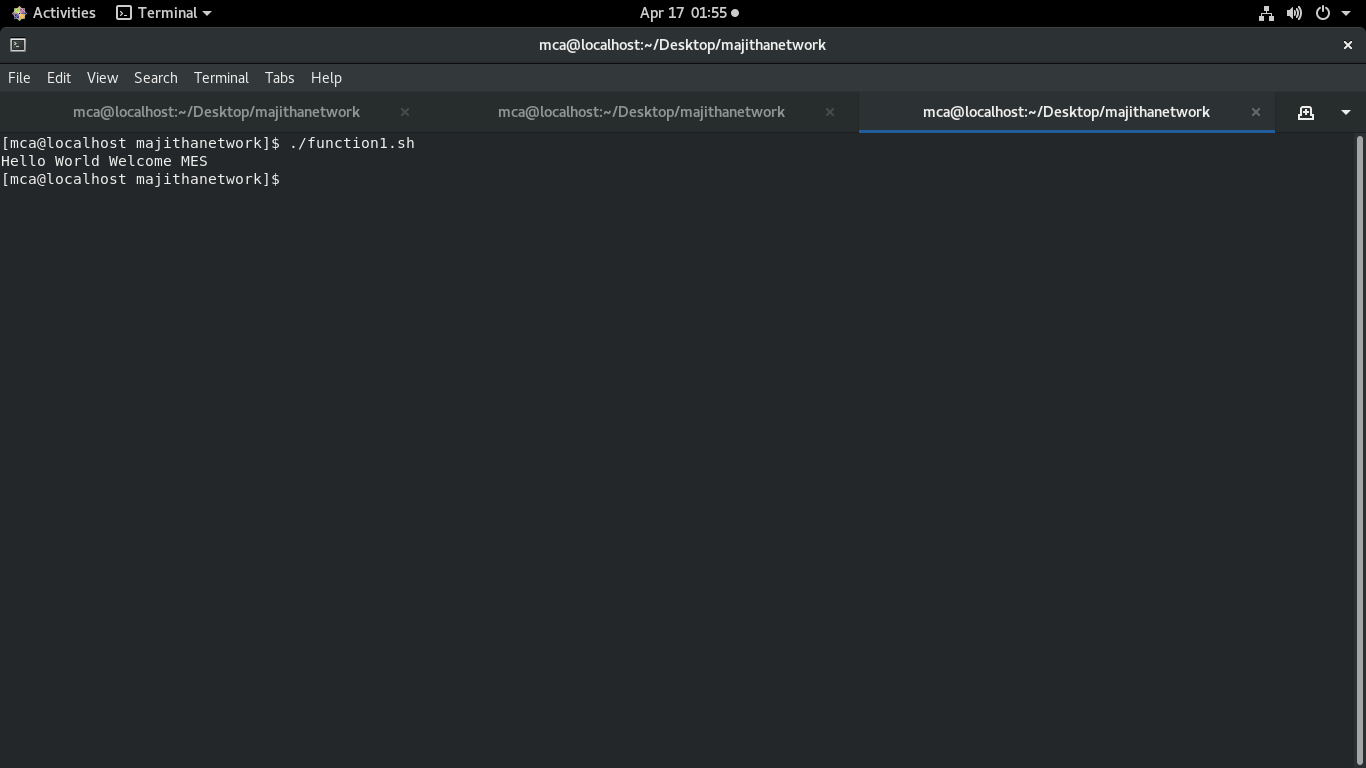 Activities Terminal Apr 17 01:55
mca@localhost:~/Desktop/majithanetwork
File Edit View Search Terminal Tabs Help
mca@localhost:~/Desktop/majithanetwork mca@localhost:~/Desktop/majithanetwork mca@localhost:~/Desktop/majithanetwork
[mca@localhost majithanetwork]$ ./function1.sh
Hello World Welcome MES
[mca@localhost majithanetwork]$